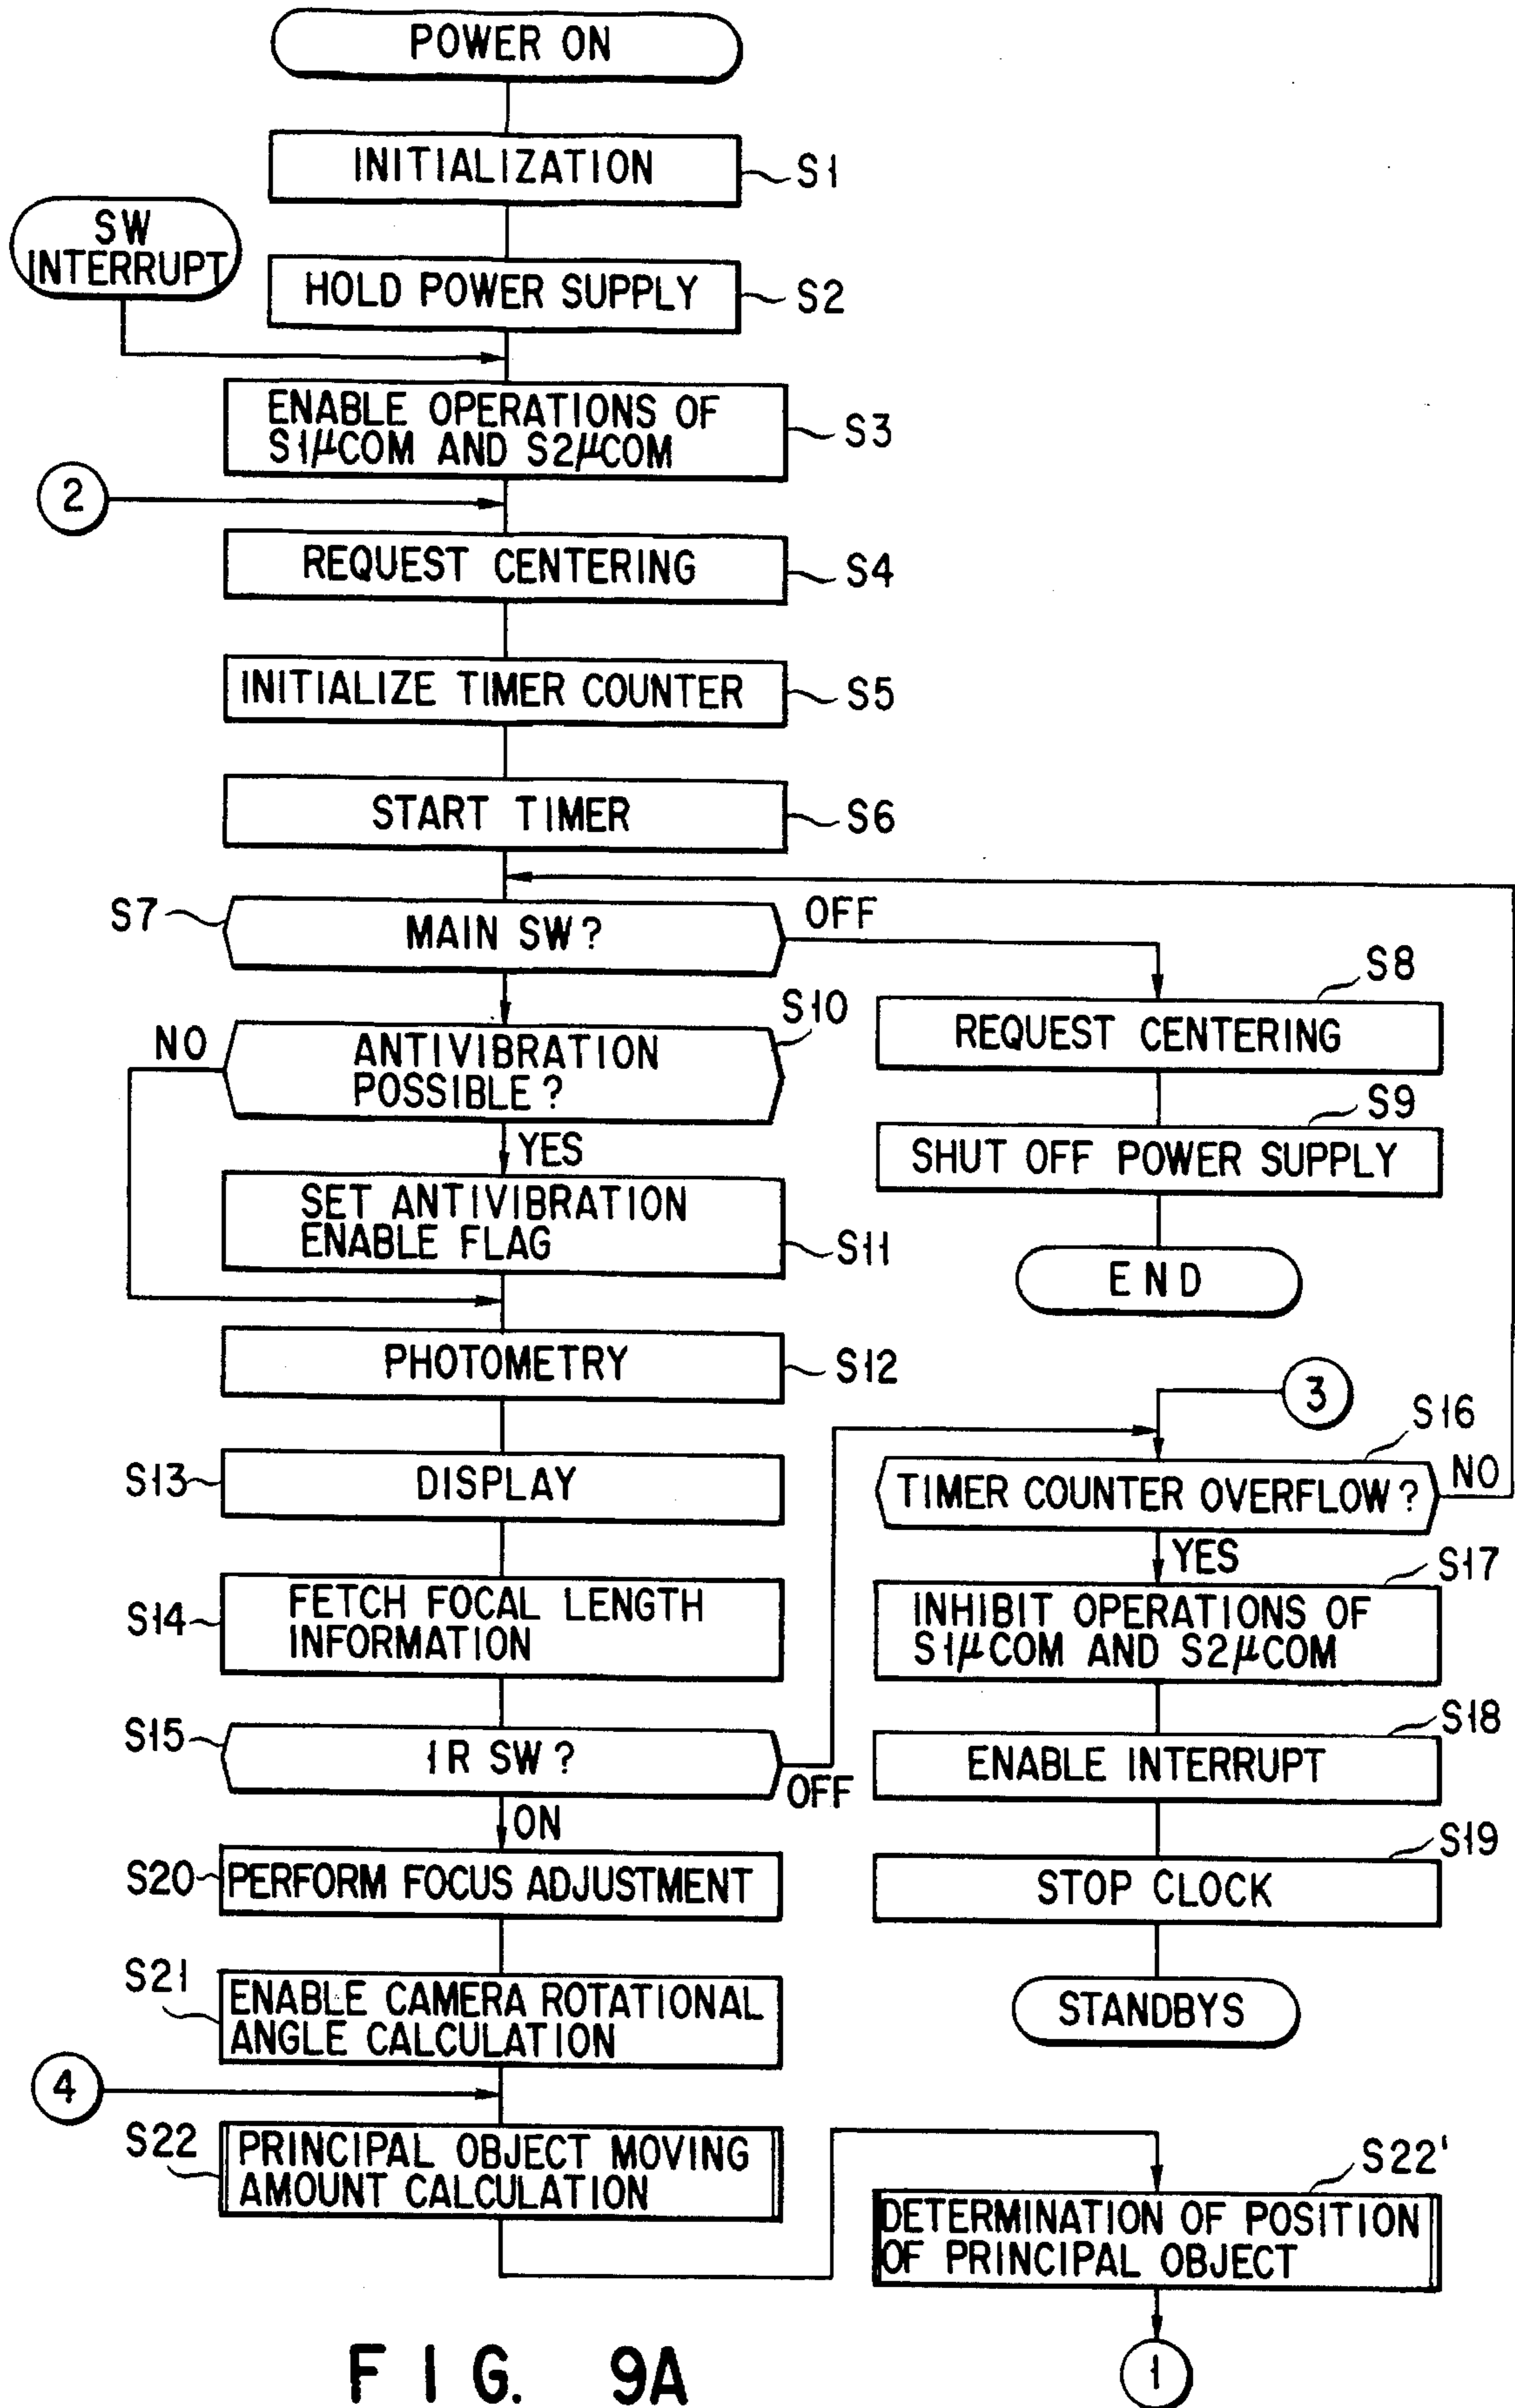 POWER ON
INITIALIZATION
S1
SW
INTERRUPT
HOLD POWER SUPPLY
S2
ENABLE OPERATIONS OF
S1μCOM AND S2μCOM
S3
2
REQUEST CENTERING
S4
INITIALIZE TIMER COUNTER
S5
START TIMER
S6
S7
MAIN SW?
OFF
S8
REQUEST CENTERING
S9
SHUT OFF POWER SUPPLY
END
S10
NO
ANTIVIBRATION
POSSIBLE?
YES
SET ANTIVIBRATION
ENABLE FLAG
S11
PHOTOMETRY
S12
S13
DISPLAY
S14
FETCH FOCAL LENGTH
INFORMATION
S15
1R SW?
OFF
ON
3
S16
TIMER COUNTER OVERFLOW?
NO
YES
S17
INHIBIT OPERATIONS OF
S1μCOM AND S2μCOM
S18
ENABLE INTERRUPT
S19
STOP CLOCK
STANDBYS
S20
PERFORM FOCUS ADJUSTMENT
S21
ENABLE CAMERA ROTATIONAL
ANGLE CALCULATION
4
S22
PRINCIPAL OBJECT MOVING
AMOUNT CALCULATION
S22'
DETERMINATION OF POSITION
OF PRINCIPAL OBJECT
1
FIG. 9A